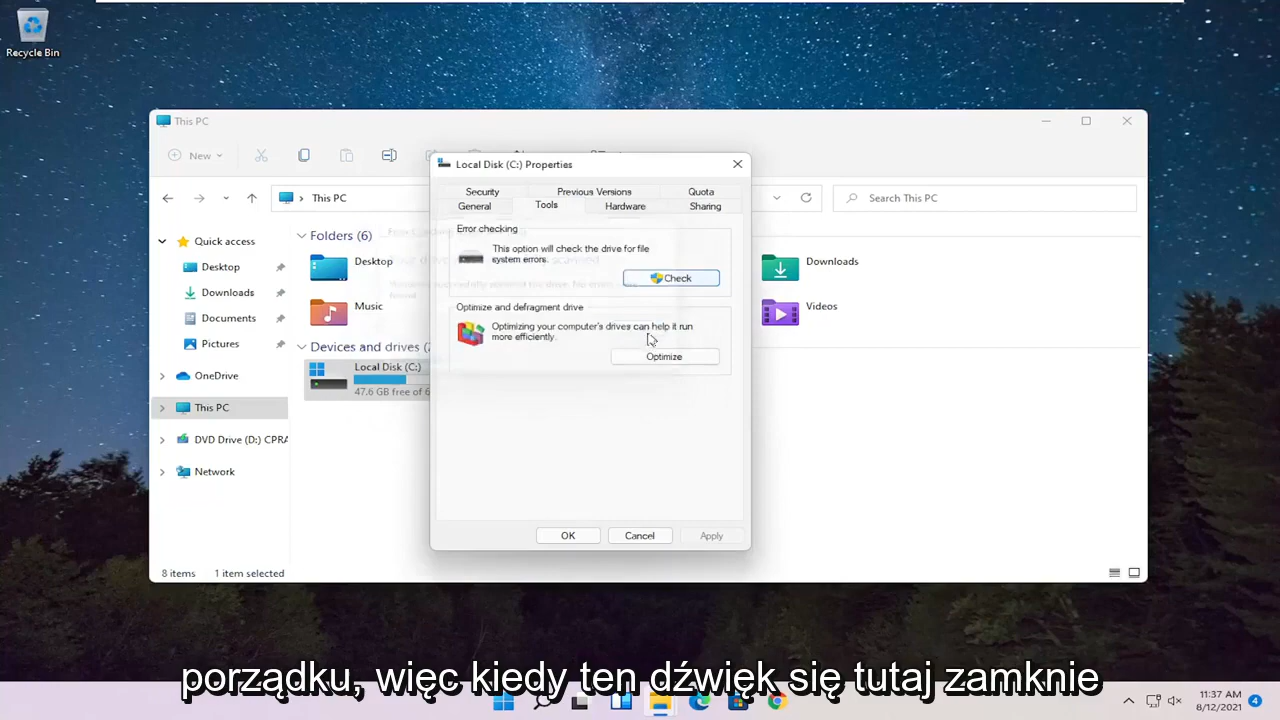 Recycle Bin
This PC
New
This PC
Search This PC
Quick access
Desktop
Downloads
Documents
Pictures
OneDrive
This PC
DVD Drive (D:) CPRA
Network
Folders (6)
Desktop
Music
Downloads
Videos
Devices and drives (
Local Disk (C:)
47.6 GB free of 6
Local Disk (C:) Properties
Security
Previous Versions
Quota
General
Tools
Hardware
Sharing
Error checking
This option will check the drive for file
system errors.
Check
Optimize and defragment drive
Optimizing your computer's drives can help it run
more efficiently.
Optimize
OK
Cancel
Apply
8 items
1 item selected
porządku, więc kiedy ten dźwięk się tutaj zamknie
11:37 AM
8/12/2021
4